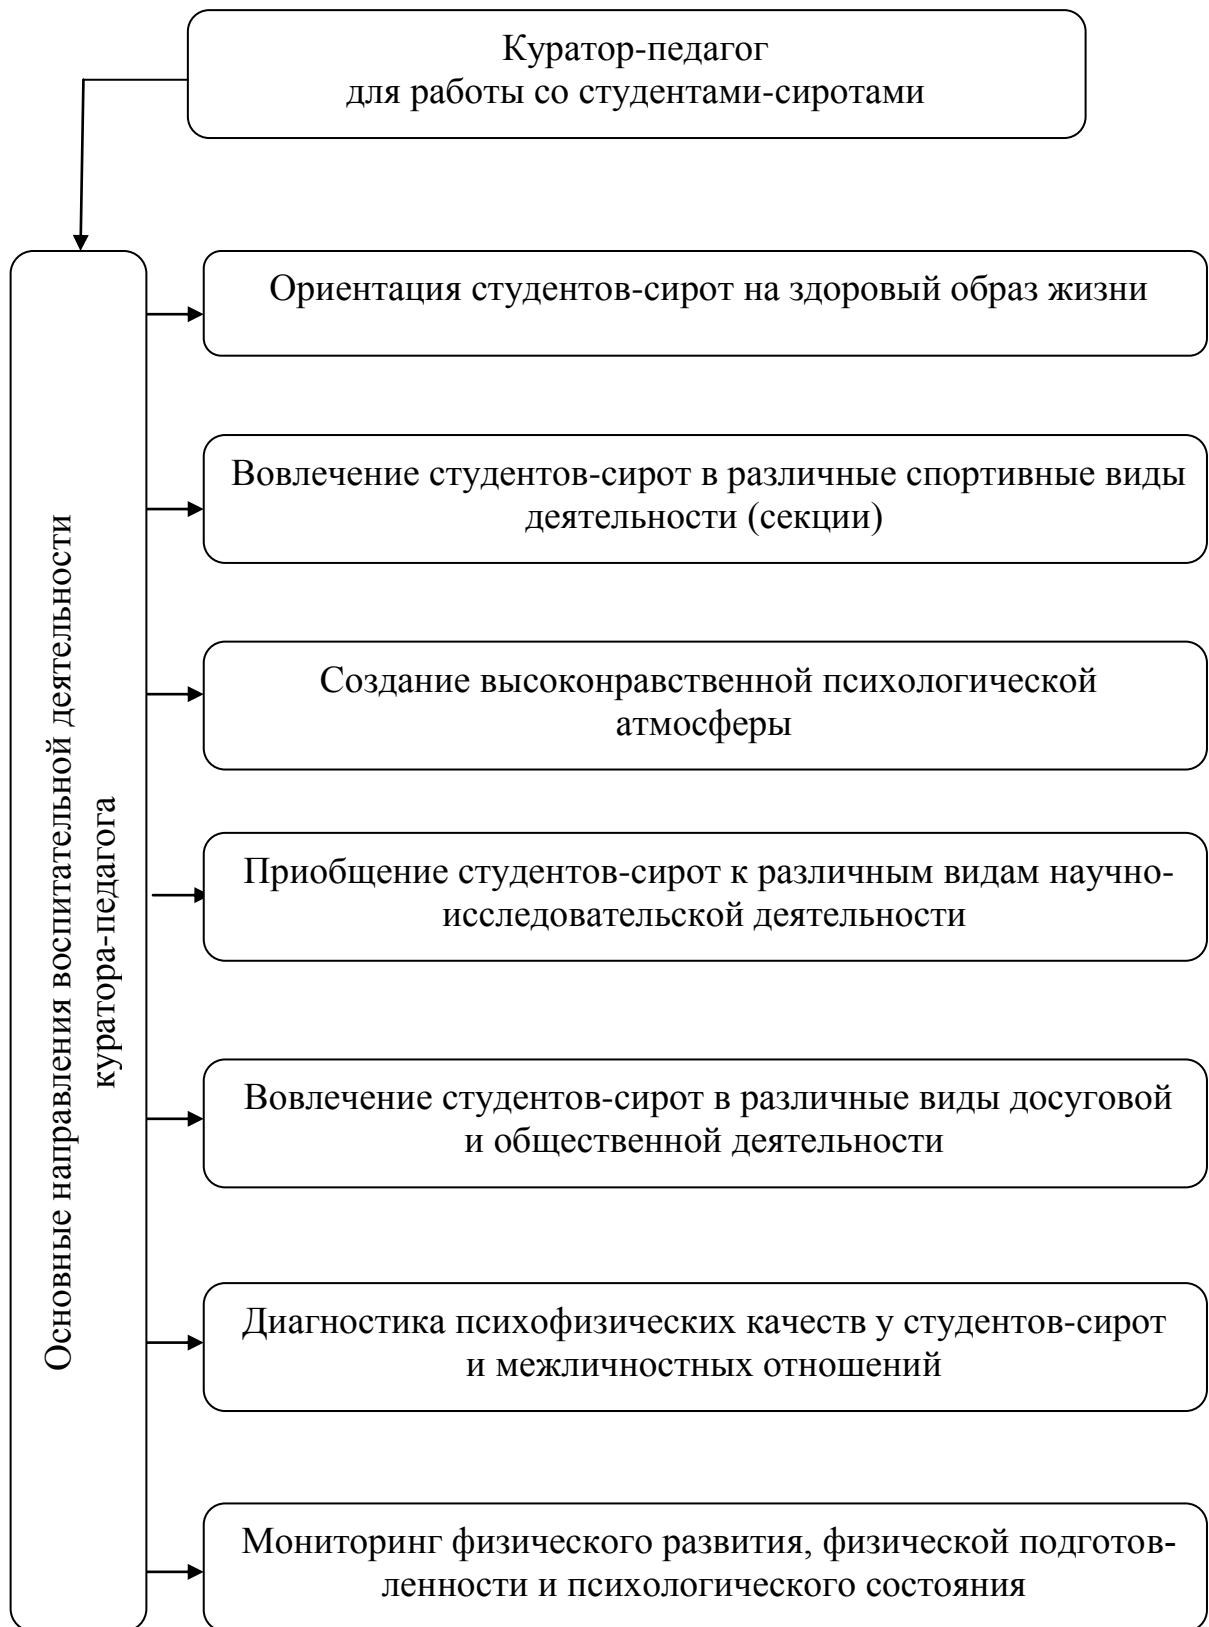 Куратор-педагог
для работы со студентами-сиротами
Основные направления воспитательной деятельности
куратора-педагога
Ориентация студентов-сирот на здоровый образ жизни
Вовлечение студентов-сирот в различные спортивные виды
деятельности (секции)
Создание высоконравственной психологической
атмосферы
Приобщение студентов-сирот к различным видам научно-
исследовательской деятельности
Вовлечение студентов-сирот в различные виды досуговой
и общественной деятельности
Диагностика психофизических качеств у студентов-сирот
и межличностных отношений
Мониторинг физического развития, физической подготов-
ленности и психологического состояния